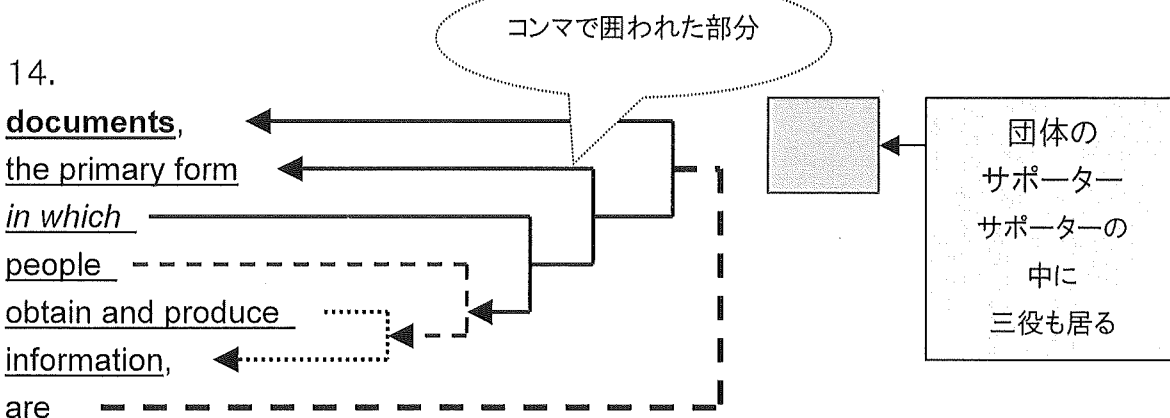 コンマで囲われた部分
14.
documents,
the primary form
in which
people
obtain and produce
information,
are
団体の
サポーター
サポーターの
中に
三役も居る